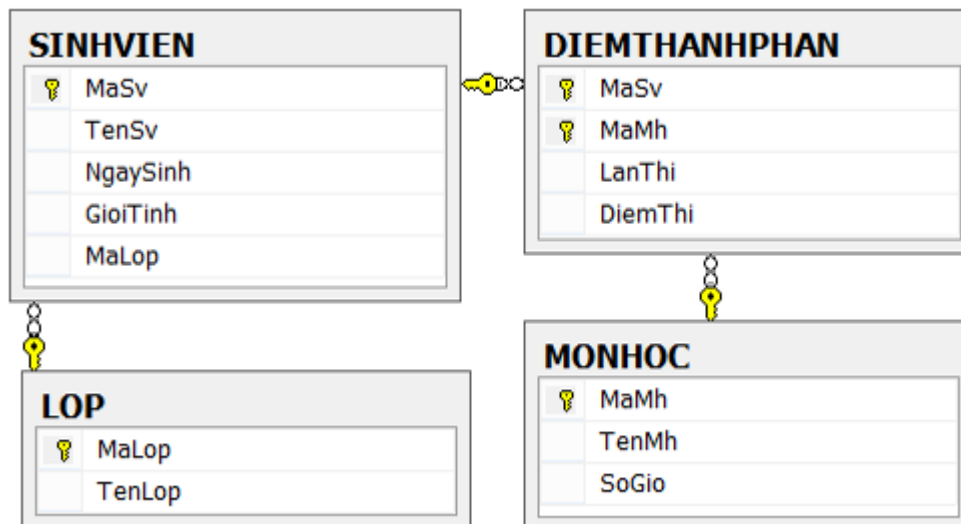 SINHVIEN
MaSv
TenSv
NgaySinh
GioiTinh
MaLop
DIEMTHANHPHAN
MaSv
MaMh
LanThi
DiemThi
LOP
MaLop
TenLop
MONHOC
MaMh
TenMh
SoGio